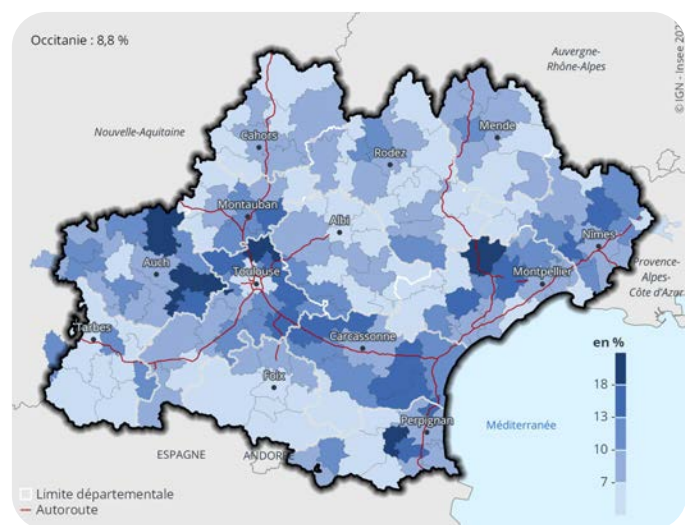 Occitanie : 8,8 %
Auvergne-
Rhône-Alpes
© IGN - Insee
Nouvelle-Aquitaine
Cahors
Mende
Rodez
Montauban
Albi
Nîmes
Auch
Toulouse
Montpellier
Provence-
Alpes-
Côte d'Azur
Tarbes
Carcassonne
en %
18
13
10
7
Foix
Perpignan
Méditerranée
ESPAGNE
ANDORRE
Limite départementale
Autoroute